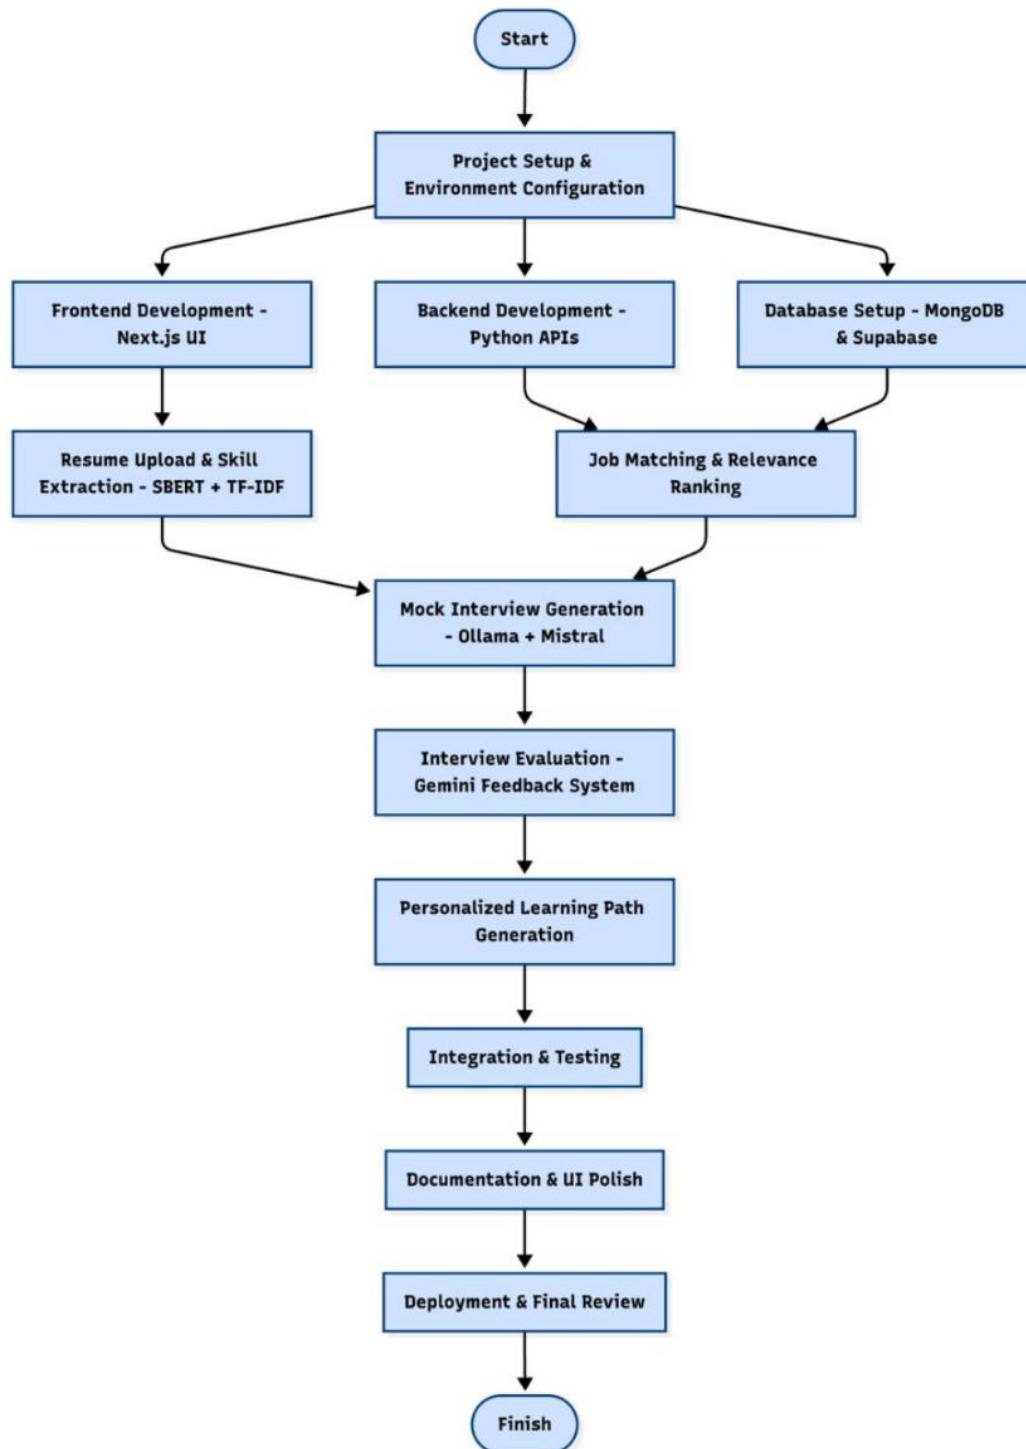 Start
Project Setup &
Environment Configuration
Frontend Development -
Next.js UI
Backend Development -
Python APIs
Database Setup - MongoDB
& Supabase
Resume Upload & Skill
Extraction - SBERT + TF-IDF
Job Matching & Relevance
Ranking
Mock Interview Generation
- Ollama + Mistral
Interview Evaluation -
Gemini Feedback System
Personalized Learning Path
Generation
Integration & Testing
Documentation & UI Polish
Deployment & Final Review
Finish